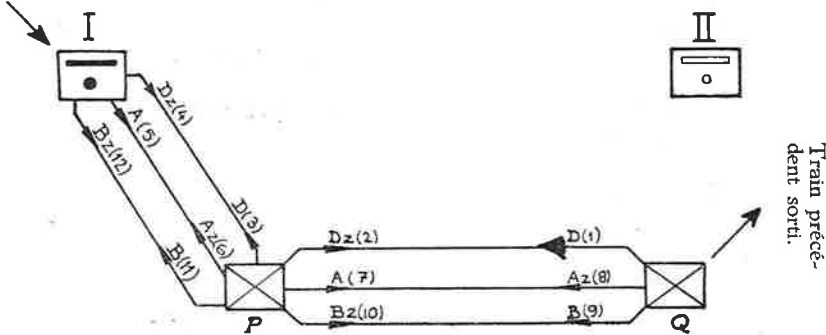 I
II
Dz(4)
A(5)
Bz(12)
D(3)
Az(6)
B(11)
Dz(2)
D(1)
A(7)
Az(8)
Bz(10)
B(9)
P
Q
Train précé-
dent sorti.